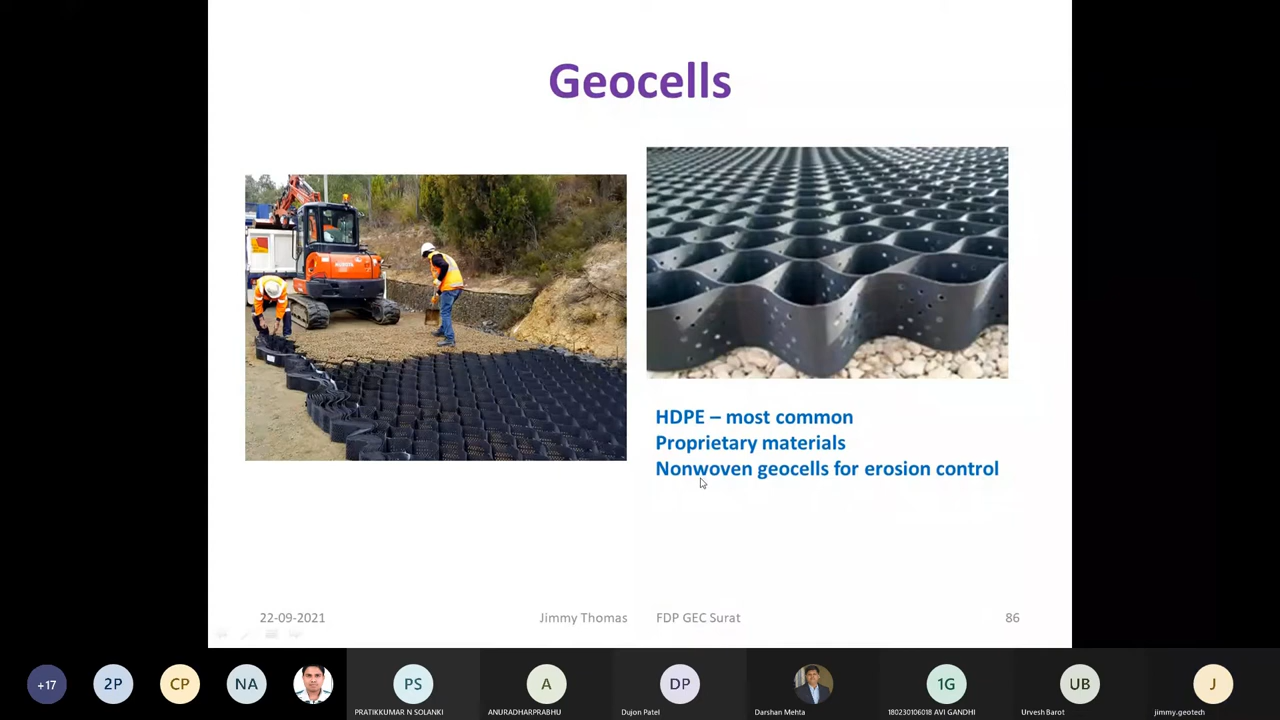 Geocells
HDPE – most common
Proprietary materials
Nonwoven geocells for erosion control
22-09-2021
Jimmy Thomas
FDP GEC Surat
86
+17
2P
CP
NA
PS
A
DP
1G
UB
J
PRATIKKUMAR N SOLANKI
ANURADHARPRABHU
Dujon Patel
Darshan Mehta
180230106018 AVI GANDHI
Urvesh Barot
jimmy.geotech